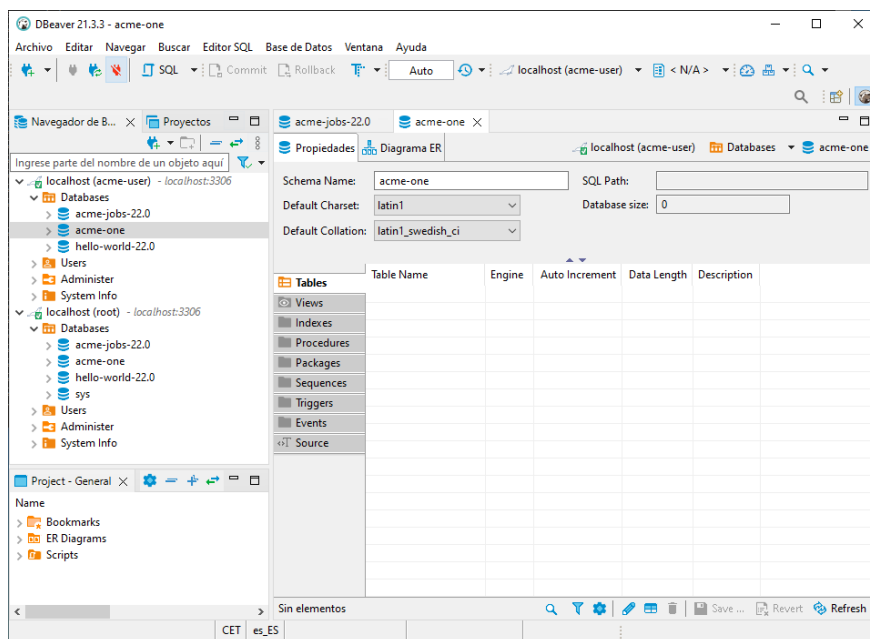 DBeaver 21.3.3 - acme-one
Archivo Editar Navegar Buscar Editor SQL Base de Datos Ventana Ayuda
SQL Commit Rollback Auto localhost (acme-user) < N/A >
Navegador de B... Proyectos
Ingrese parte del nombre de un objeto aquí
localhost (acme-user) - localhost:3306
Databases
acme-jobs-22.0
acme-one
hello-world-22.0
Users
Administer
System Info
localhost (root) - localhost:3306
Databases
acme-jobs-22.0
acme-one
hello-world-22.0
sys
Users
Administer
System Info
Project - General
Name
Bookmarks
ER Diagrams
Scripts
acme-jobs-22.0 acme-one
Propiedades Diagrama ER localhost (acme-user) Databases acme-one
Schema Name: acme-one SQL Path:
Default Charset: latin1 Database size: 0
Default Collation: latin1_swedish_ci
Table Name Engine Auto Increment Data Length Description
Tables
Views
Indexes
Procedures
Packages
Sequences
Triggers
Events
Source
Sin elementos Save ... Revert Refresh
CET es_ES